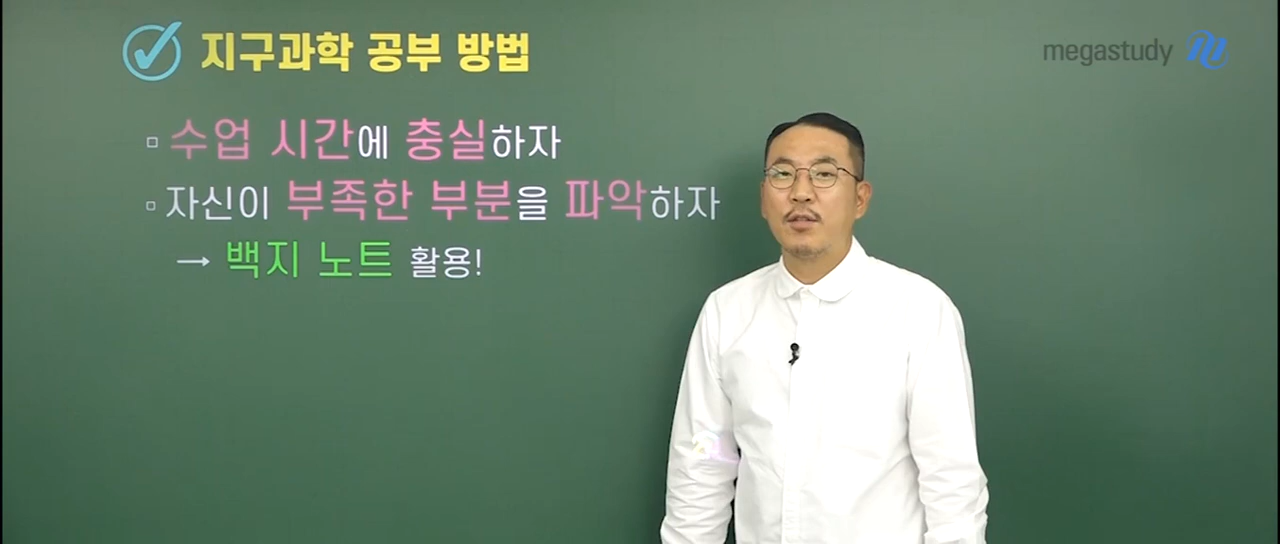 지구과학 공부 방법
megastudy
수업 시간에 충실하자
자신이 부족한 부분을 파악하자
→ 백지 노트 활용!